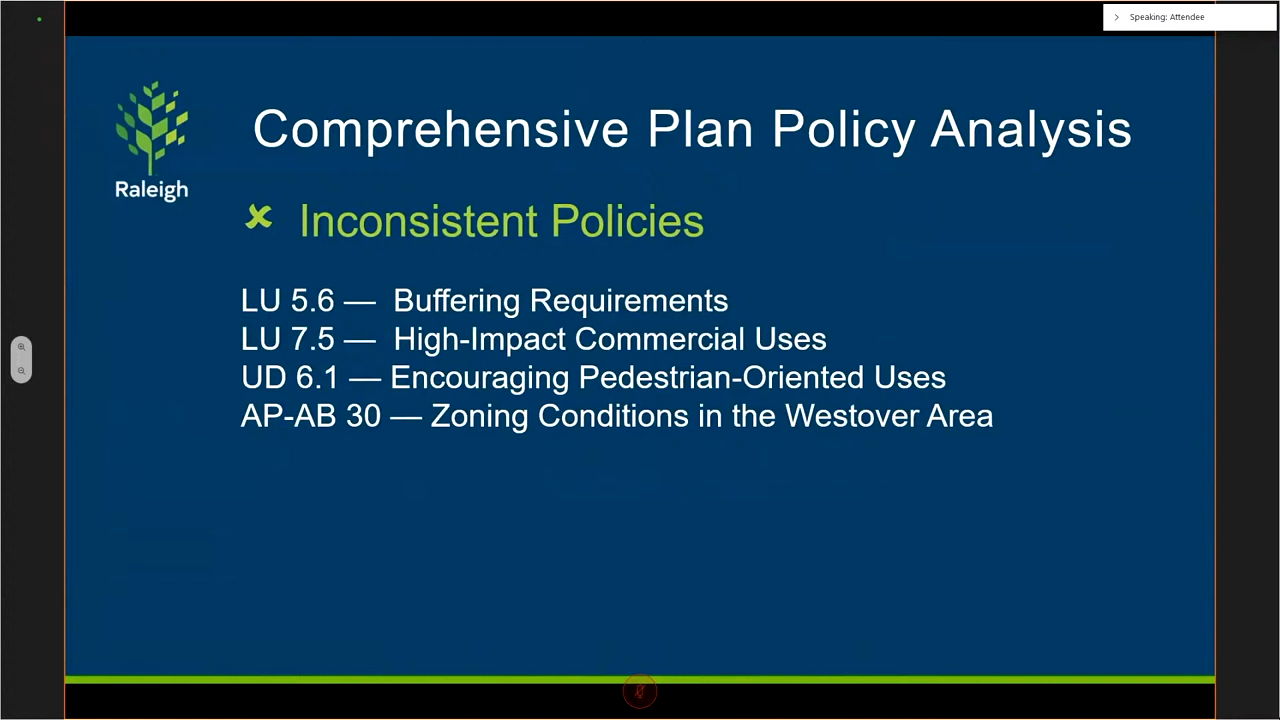 Speaking: Attendee
Raleigh
Comprehensive Plan Policy Analysis
✘ Inconsistent Policies
LU 5.6 — Buffering Requirements
LU 7.5 — High-Impact Commercial Uses
UD 6.1 — Encouraging Pedestrian-Oriented Uses
AP-AB 30 — Zoning Conditions in the Westover Area